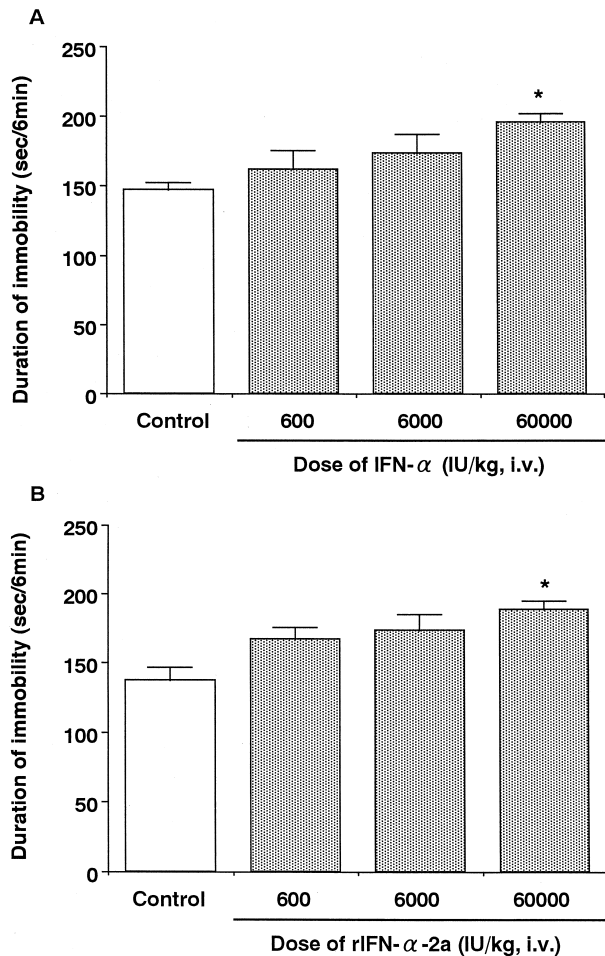 A
Duration of immobility (sec/6min)
250
200
150
100
50
0
*
Control
600
6000
60000
Dose of IFN-α (IU/kg, i.v.)
B
Duration of immobility (sec/6min)
250
200
150
100
50
0
*
Control
600
6000
60000
Dose of rIFN-α-2a (IU/kg, i.v.)